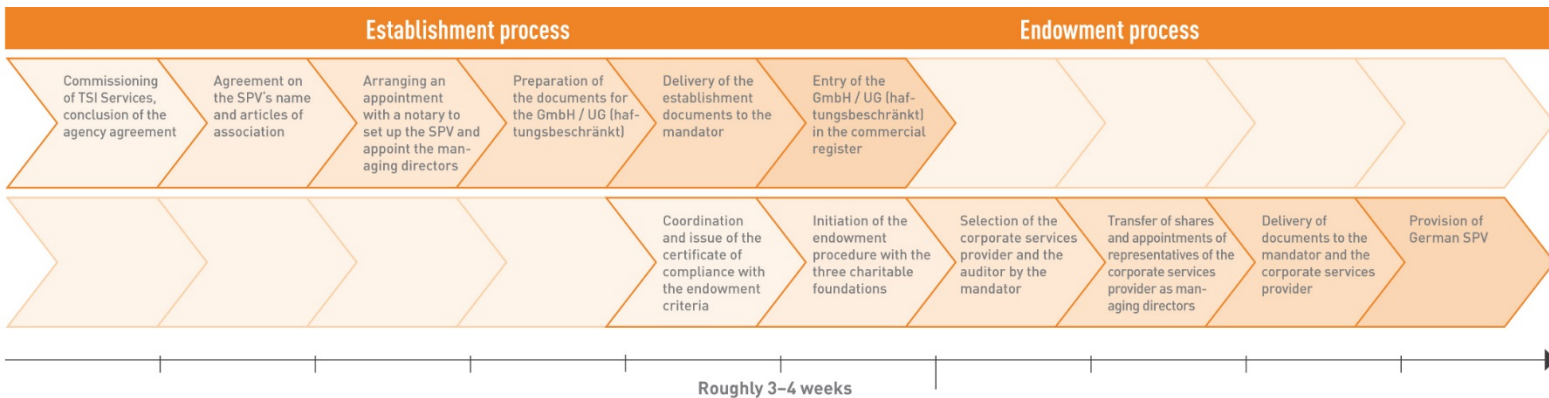 Establishment process
Endowment process
Commissioning
of TSI Services,
conclusion of the
agency agreement
Agreement on
the SPV's name
and articles of
association
Arranging an
appointment
with a notary to
set up the SPV and
appoint the man-
aging directors
Preparation of
the documents for
the GmbH / UG (haf-
tungsbeschränkt)
Delivery of the
establishment
documents to the
mandator
Entry of the
GmbH / UG (haf-
tungsbeschränkt)
in the commercial
register
Coordination
and issue of the
certificate of
compliance with
the endowment
criteria
Initiation of the
endowment
procedure with the
three charitable
foundations
Selection of the
corporate services
provider and the
auditor by the
mandator
Transfer of shares
and appointments of
representatives of the
corporate services
provider as man-
aging directors
Delivery of
documents to the
mandator and the
corporate services
provider
Provision of
German SPV
Roughly 3–4 weeks